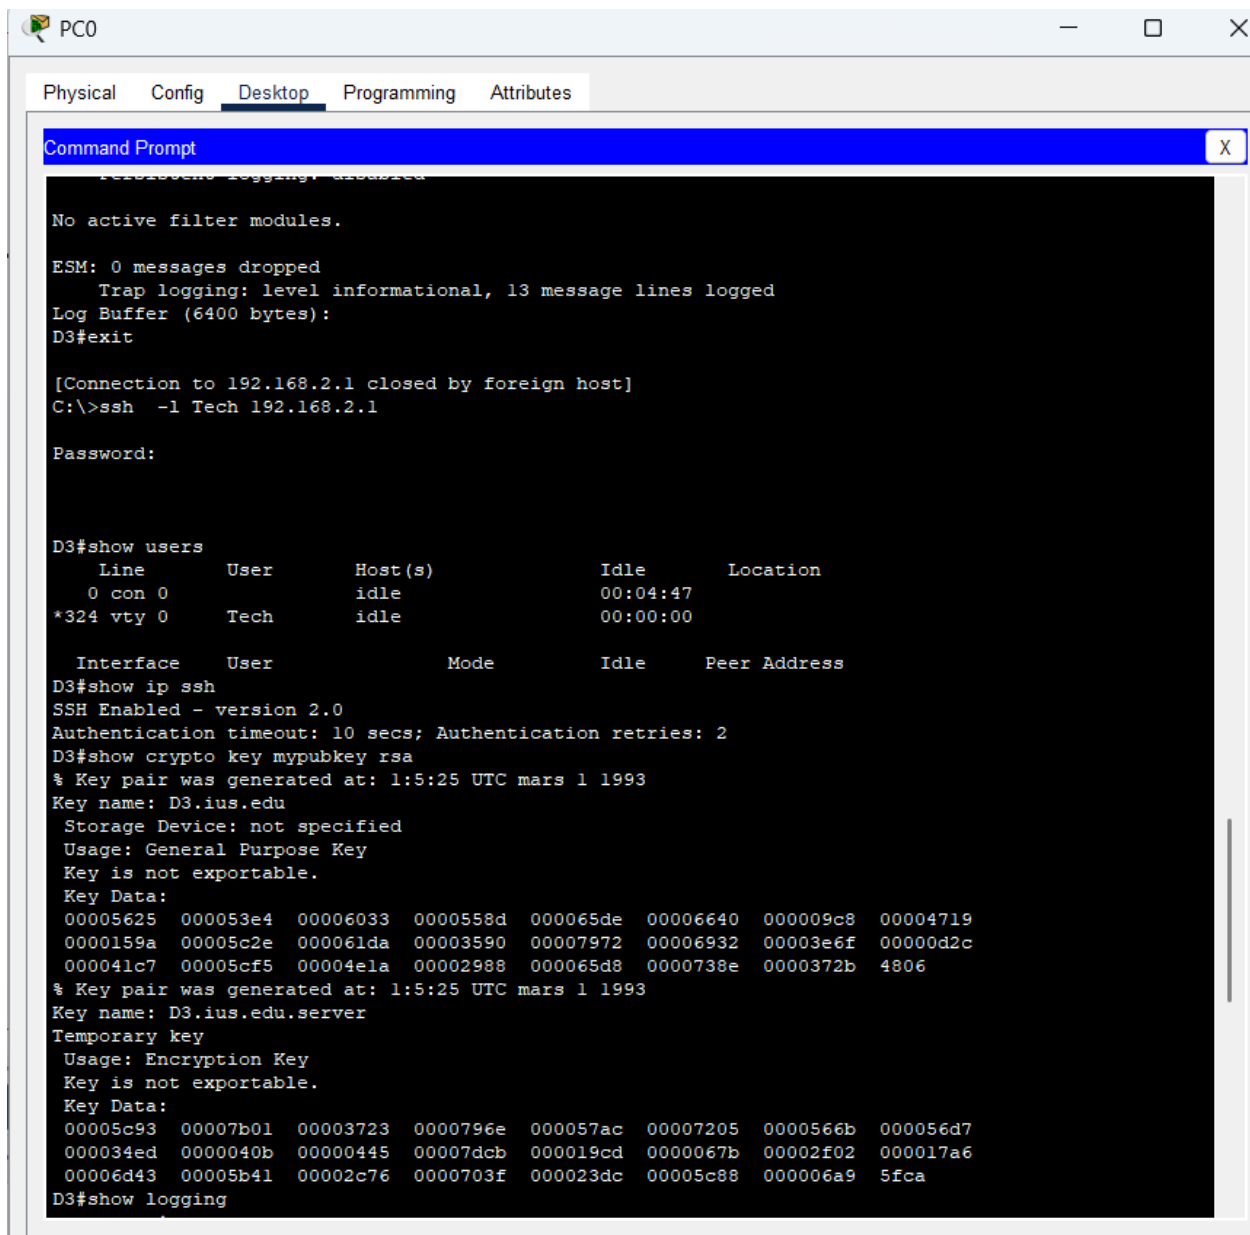 PC0
Physical Config Desktop Programming Attributes
Command Prompt X
Persistent logging: disabled
No active filter modules.
ESM: 0 messages dropped
Trap logging: level informational, 13 message lines logged
Log Buffer (6400 bytes):
D3#exit
[Connection to 192.168.2.1 closed by foreign host]
C:\>ssh  -l Tech 192.168.2.1
Password:
D3#show users
Line User Host(s) Idle Location
0 con 0 idle 00:04:47
*324 vty 0 Tech idle 00:00:00
Interface User Mode Idle Peer Address
D3#show ip ssh
SSH Enabled - version 2.0
Authentication timeout: 10 secs; Authentication retries: 2
D3#show crypto key mypubkey rsa
% Key pair was generated at: 1:5:25 UTC mars 1 1993
Key name: D3.ius.edu
Storage Device: not specified
Usage: General Purpose Key
Key is not exportable.
Key Data:
00005625 000053e4 00006033 0000558d 000065de 00006640 000009c8 00004719
0000159a 00005c2e 000061da 00003590 00007972 00006932 00003e6f 00000d2c
000041c7 00005cf5 00004e1a 00002988 000065d8 0000738e 0000372b 4806
% Key pair was generated at: 1:5:25 UTC mars 1 1993
Key name: D3.ius.edu.server
Temporary key
Usage: Encryption Key
Key is not exportable.
Key Data:
00005c93 00007b01 00003723 0000796e 000057ac 00007205 0000566b 000056d7
000034ed 0000040b 00000445 00007dcb 000019cd 0000067b 00002f02 000017a6
00006d43 00005b41 00002c76 0000703f 000023dc 00005c88 000006a9 5fca
D3#show logging